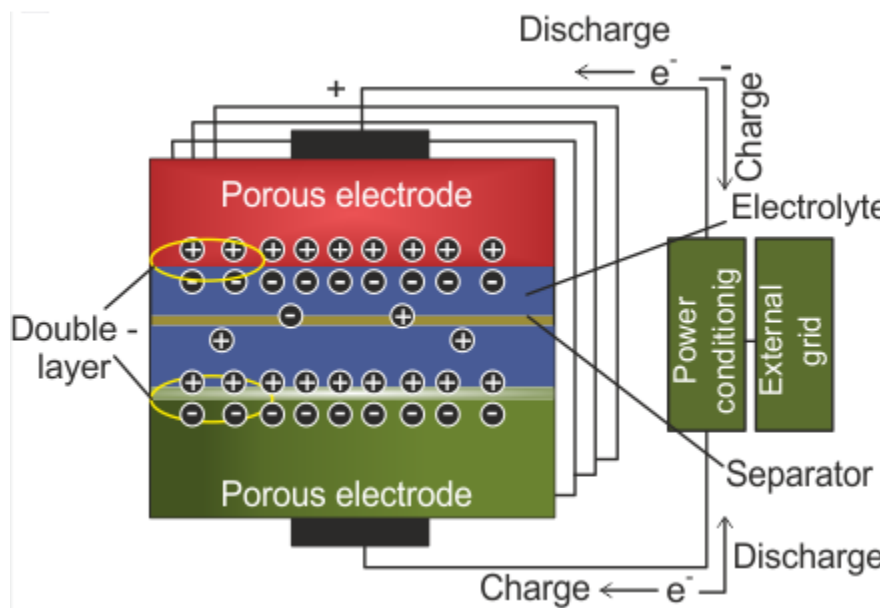 Discharge
e⁻
-
+
Charge
Porous electrode
Electrolyte
Double -
layer
Power
conditionig
External
grid
Separator
Porous electrode
Discharge
Charge
e⁻